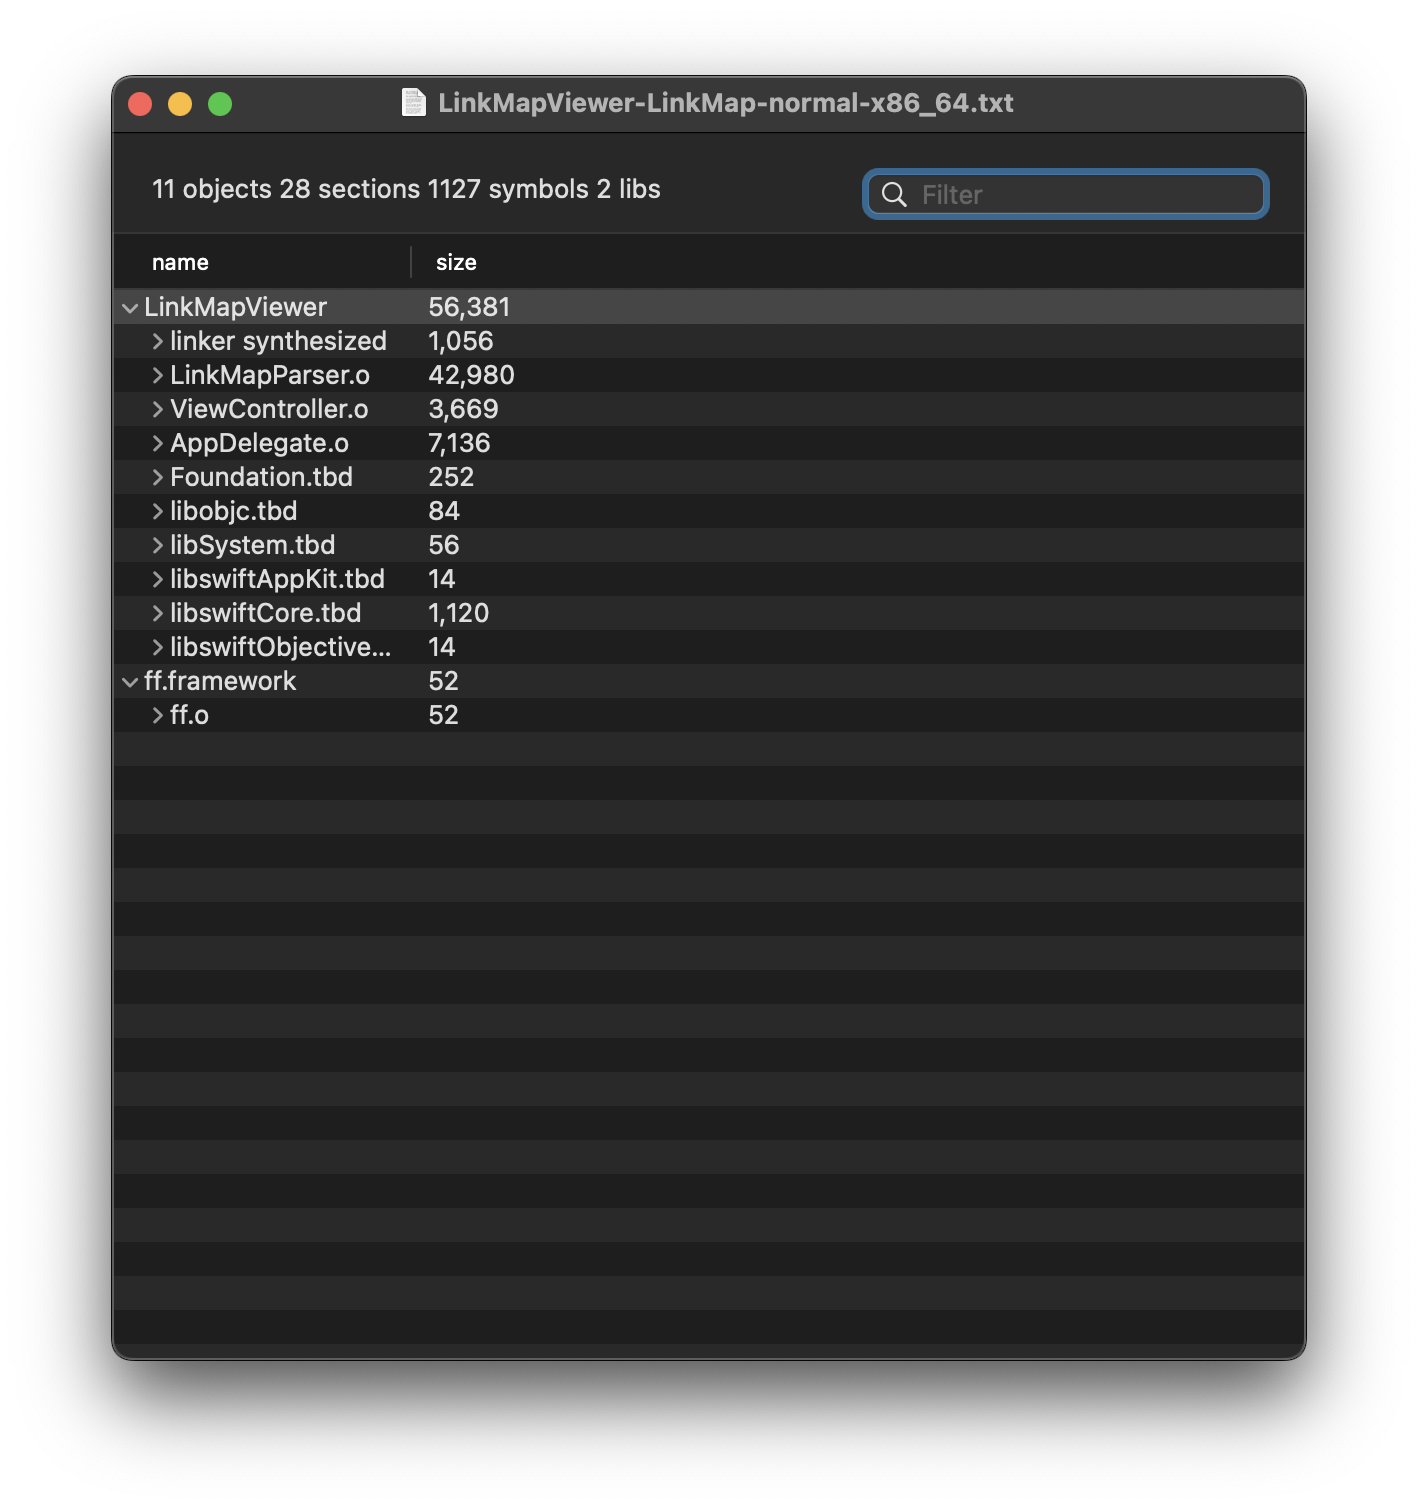 LinkMapViewer-LinkMap-normal-x86_64.txt
11 objects 28 sections 1127 symbols 2 libs
Filter
name size
LinkMapViewer 56,381
linker synthesized 1,056
LinkMapParser.o 42,980
ViewController.o 3,669
AppDelegate.o 7,136
Foundation.tbd 252
libobjc.tbd 84
libSystem.tbd 56
libswiftAppKit.tbd 14
libswiftCore.tbd 1,120
libswiftObjective... 14
ff.framework 52
ff.o 52